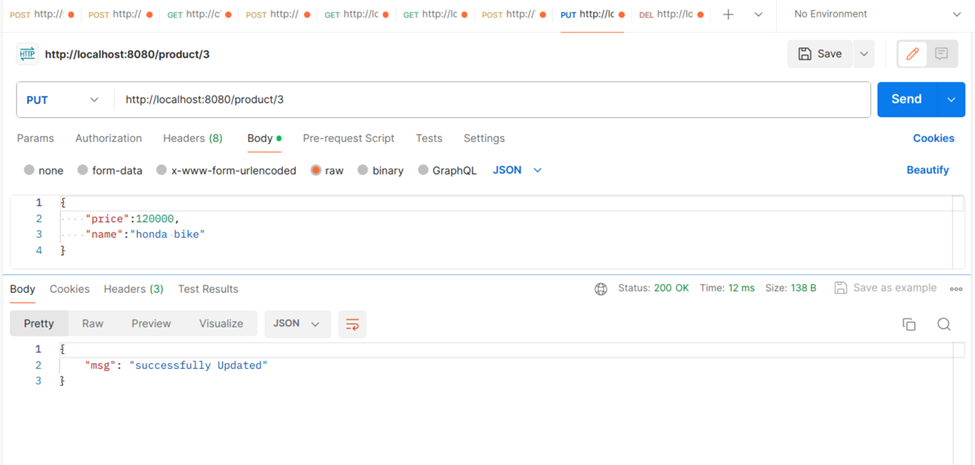 POST http:/ POST http:/ GET http://c POST http:/ GET http://lc GET http://lc POST http:/ PUT http://lc DEL http://lc No Environment
HTTP http://localhost:8080/product/3 Save
PUT http://localhost:8080/product/3 Send
Params Authorization Headers (8) Body Pre-request Script Tests Settings Cookies
none form-data x-www-form-urlencoded raw binary GraphQL JSON Beautify
1 {
2 "price":120000,
3 "name":"honda bike"
4 }
Body Cookies Headers (3) Test Results Status: 200 OK Time: 12 ms Size: 138 B Save as example
Pretty Raw Preview Visualize JSON
1 {
2 "msg": "successfully Updated"
3 }